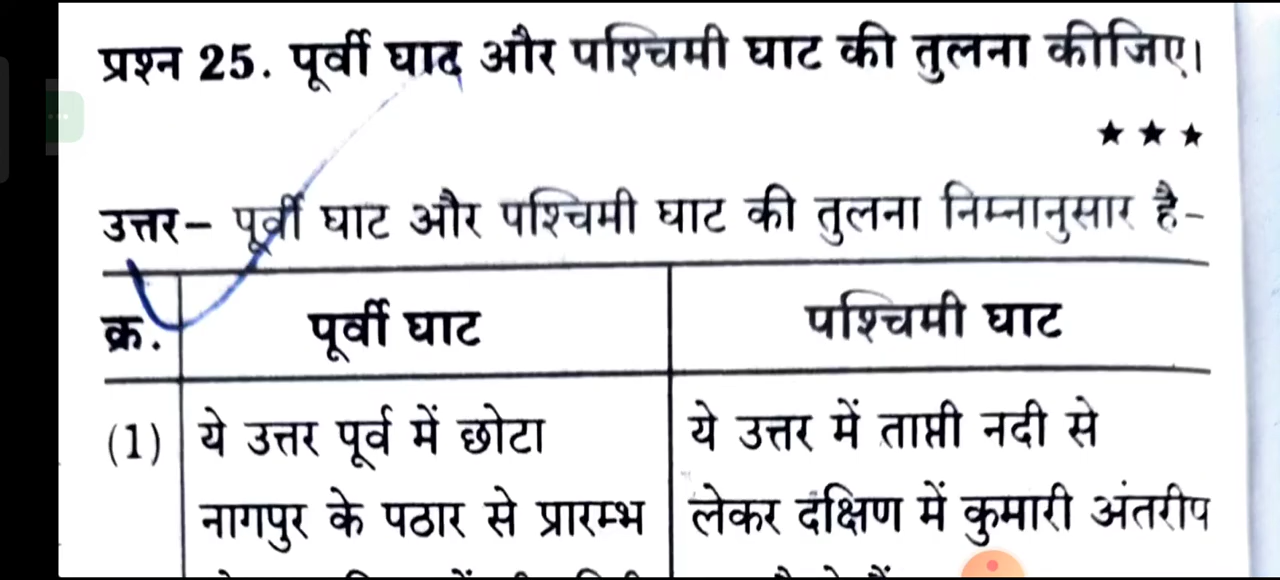 प्रश्न 25. पूर्वी घाट और पश्चिमी घाट की तुलना कीजिए।
★ ★ ★
उत्तर– पूर्वी घाट और पश्चिमी घाट की तुलना निम्नानुसार है–
क्र. पूर्वी घाट पश्चिमी घाट
(1) ये उत्तर पूर्व में छोटा ये उत्तर में ताप्ती नदी से
नागपुर के पठार से प्रारम्भ लेकर दक्षिण में कुमारी अंतरीप